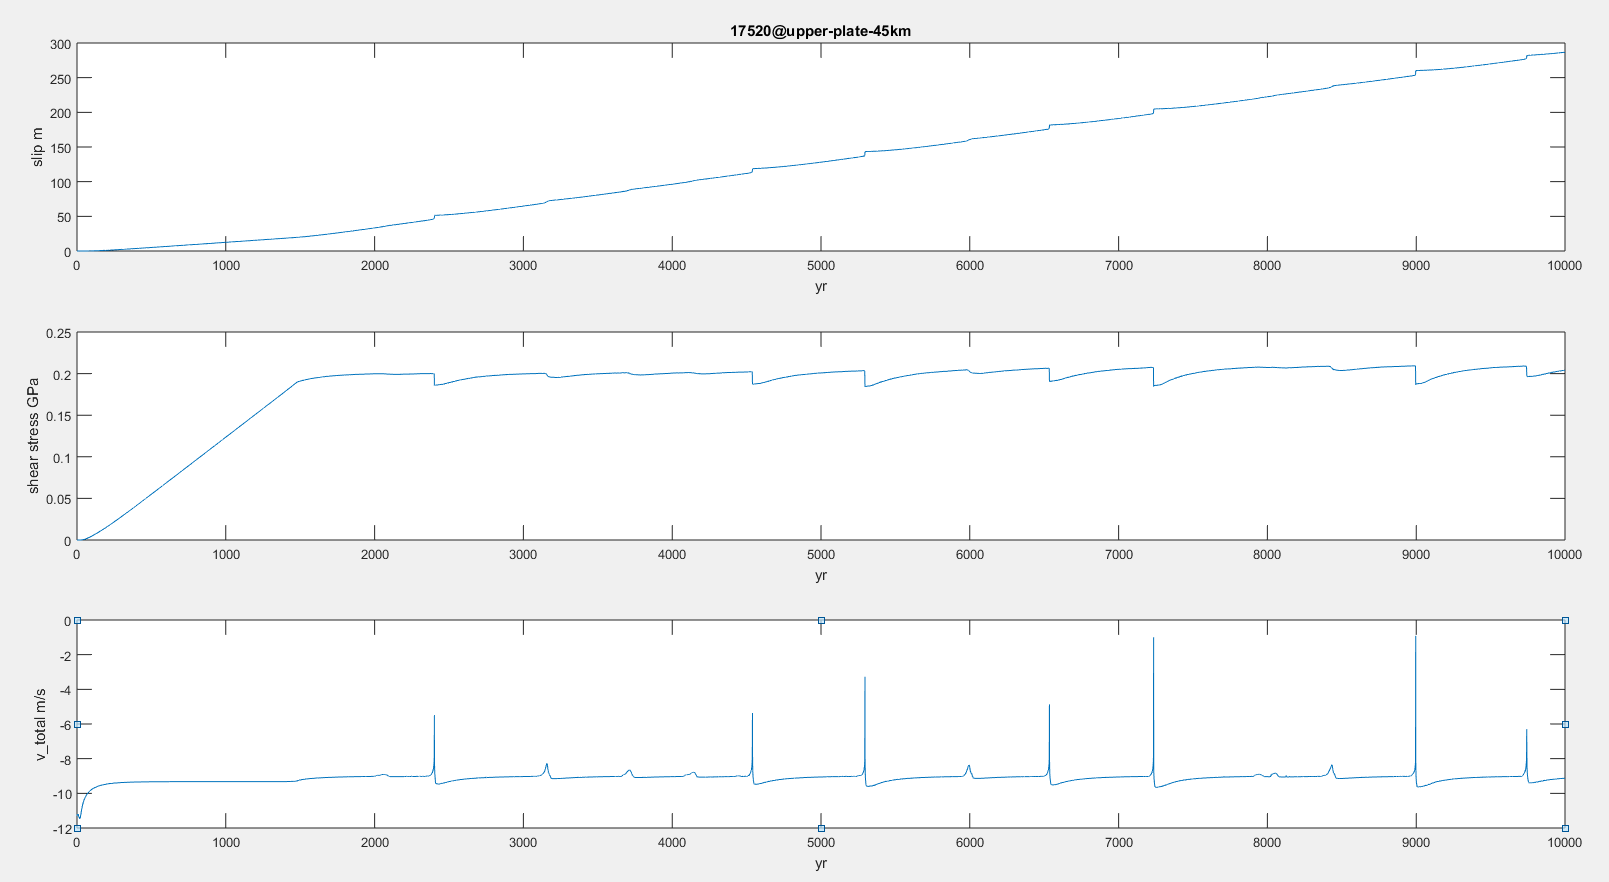 17520@upper-plate-45km
300
250
200
150
100
50
0
slip m
0 1000 2000 3000 4000 5000 6000 7000 8000 9000 10000
yr
0.25
0.2
0.15
0.1
0.05
0
shear stress GPa
0 1000 2000 3000 4000 5000 6000 7000 8000 9000 10000
yr
0
-2
-4
-6
-8
-10
-12
v_total m/s
0 1000 2000 3000 4000 5000 6000 7000 8000 9000 10000
yr